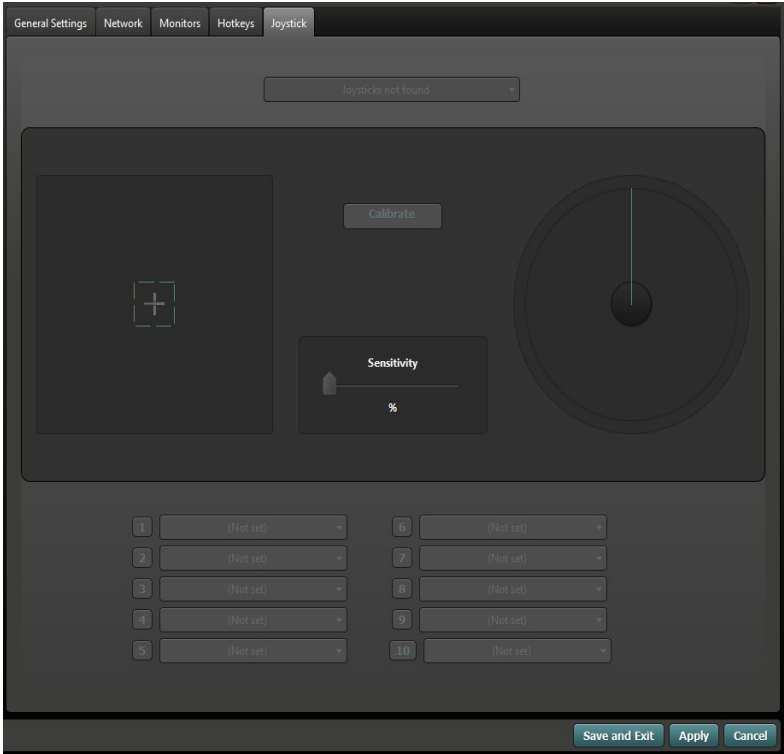 General Settings Network Monitors Hotkeys Joystick
Joysticks not found
Calibrate
Sensitivity
%
1 (Not set) 6 (Not set)
2 (Not set) 7 (Not set)
3 (Not set) 8 (Not set)
4 (Not set) 9 (Not set)
5 (Not set) 10 (Not set)
Save and Exit Apply Cancel